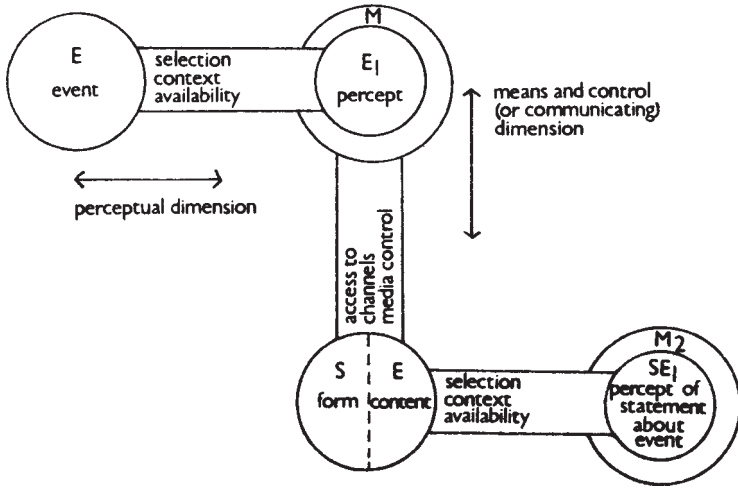 E
event
selection
context
availability
M
E1
percept
means and control
(or communicating)
dimension
perceptual dimension
access to
channels
media control
S
form
E
content
selection
context
availability
M2
SE1
percept of
statement
about
event